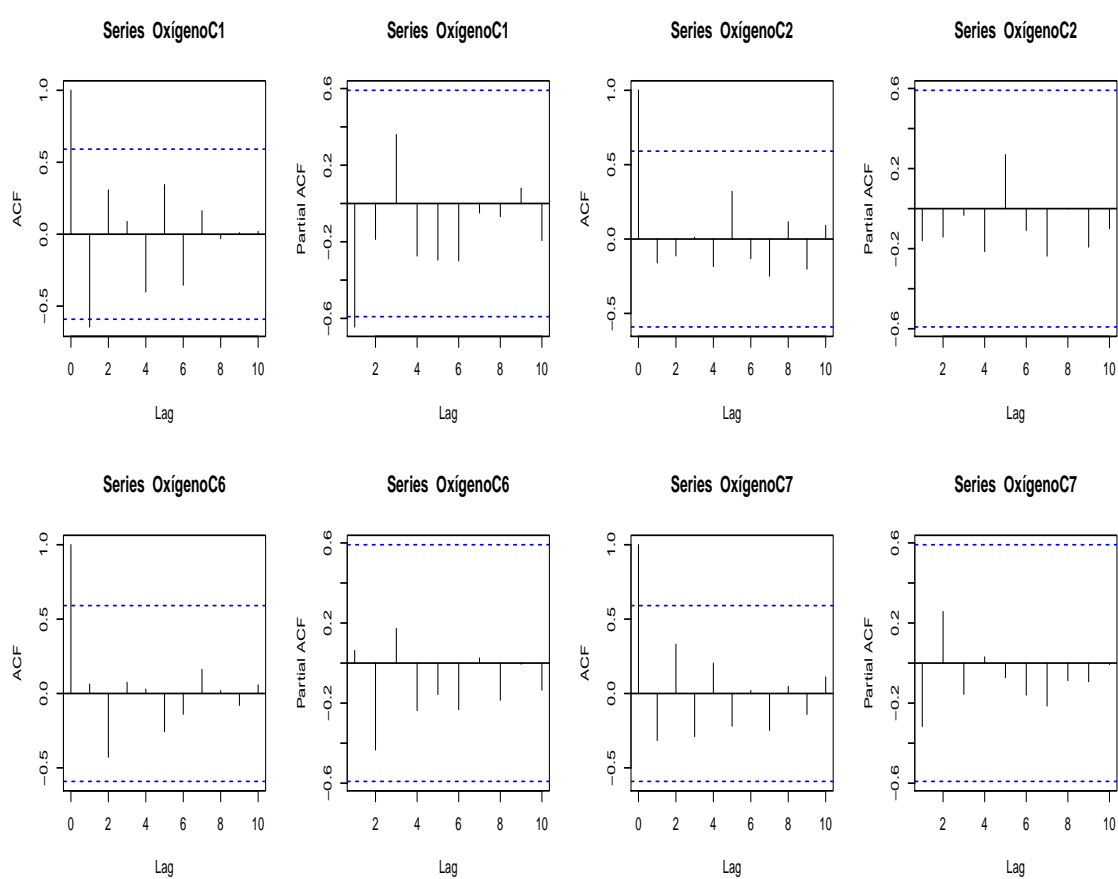 Series OxígenoC1
Series OxígenoC1
Series OxígenoC2
Series OxígenoC2
ACF
−0.5 0.0 0.5 1.0
0 2 4 6 8 10
Lag
Partial ACF
−0.6 −0.2 0.2 0.6
2 4 6 8 10
Lag
ACF
−0.5 0.0 0.5 1.0
0 2 4 6 8 10
Lag
Partial ACF
−0.6 −0.2 0.2 0.6
2 4 6 8 10
Lag
Series OxígenoC6
Series OxígenoC6
Series OxígenoC7
Series OxígenoC7
ACF
−0.5 0.0 0.5 1.0
0 2 4 6 8 10
Lag
Partial ACF
−0.6 −0.2 0.2 0.6
2 4 6 8 10
Lag
ACF
−0.5 0.0 0.5 1.0
0 2 4 6 8 10
Lag
Partial ACF
−0.6 −0.2 0.2 0.6
2 4 6 8 10
Lag